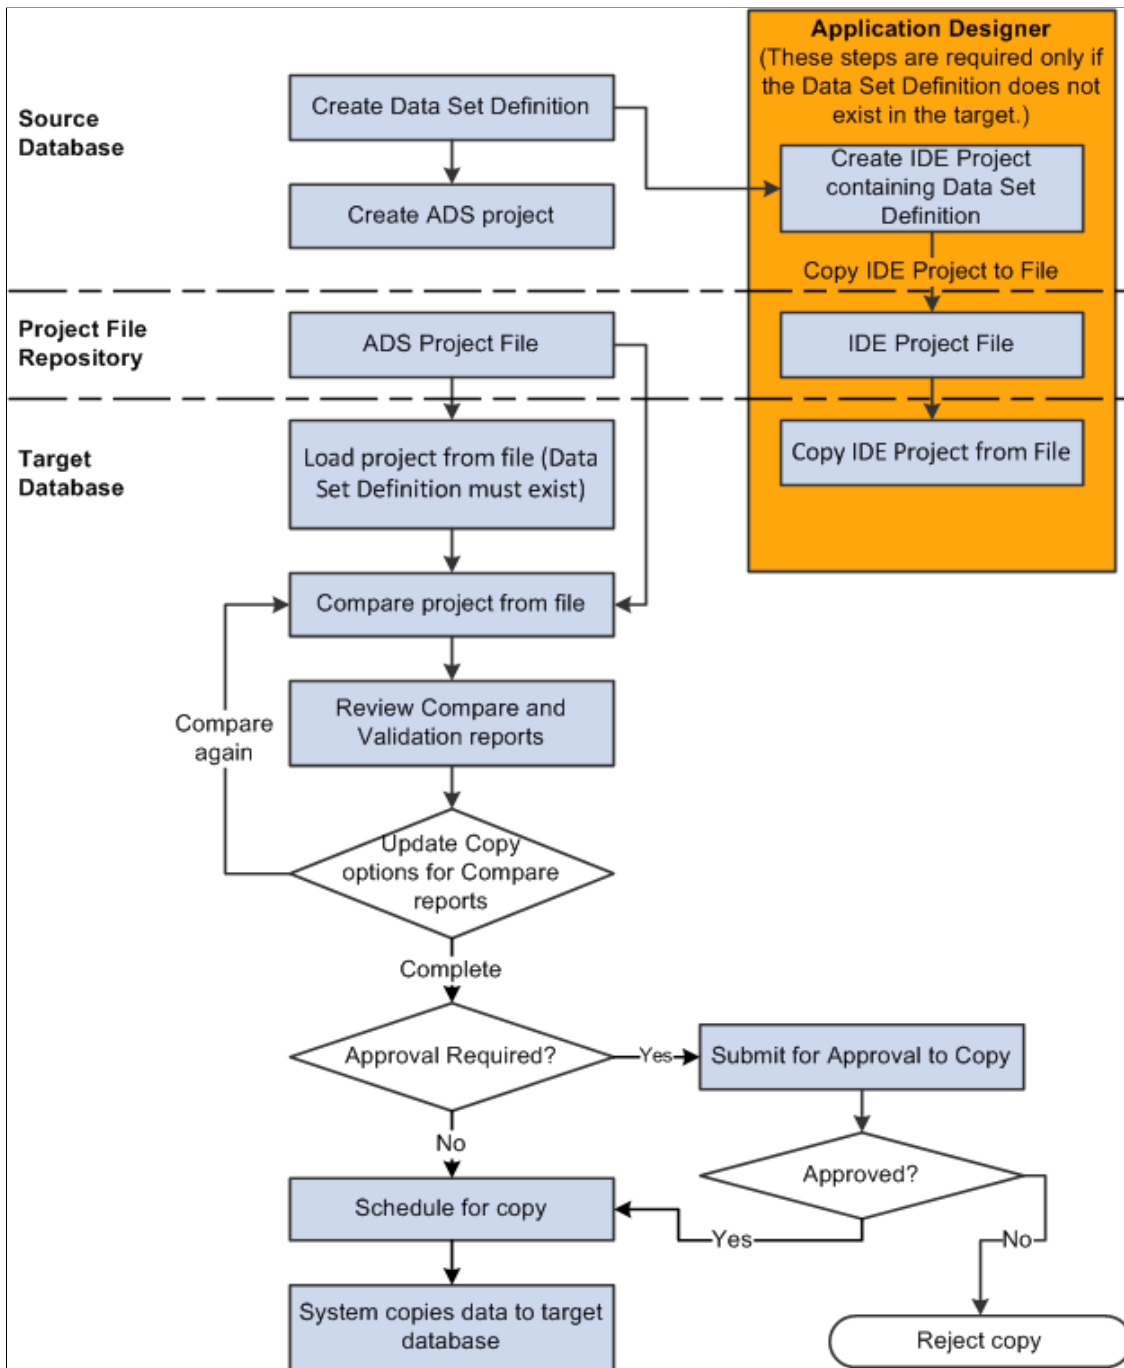 Application Designer
(These steps are required only if
the Data Set Definition does not
exist in the target.)
Source
Database
Create Data Set Definition
Create IDE Project
containing Data Set
Definition
Create ADS project
Copy IDE Project to File
Project File
Repository
ADS Project File
IDE Project File
Target
Database
Load project from file (Data
Set Definition must exist)
Copy IDE Project from File
Compare project from file
Review Compare and
Validation reports
Compare
again
Update Copy
options for Compare
reports
Complete
Approval Required?
Yes
Submit for Approval to Copy
No
Approved?
Schedule for copy
Yes
No
System copies data to target
database
Reject copy